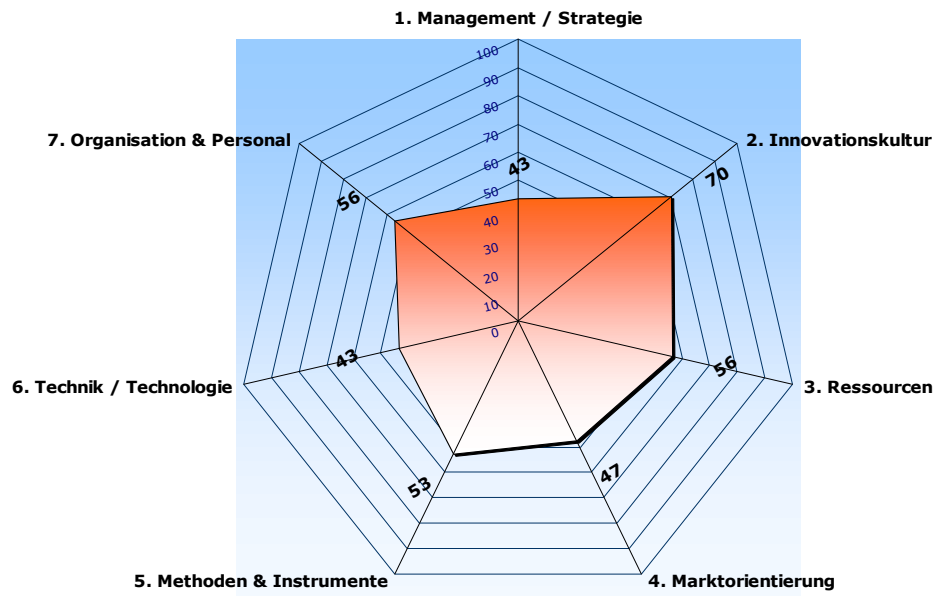 1. Management / Strategie
100
90
80
70
60
50
40
30
20
10
0
43
2. Innovationskultur
70
3. Ressourcen
56
4. Marktorientierung
47
5. Methoden & Instrumente
53
6. Technik / Technologie
43
7. Organisation & Personal
56